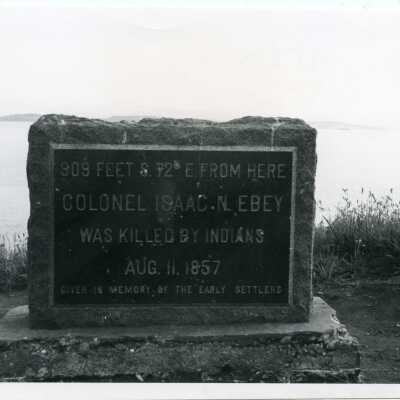 909 FEET S 72° E FROM HERE
COLONEL ISAAC N. EBEY
WAS KILLED BY INDIANS
AUG. 11. 1857
GIVEN IN MEMORY OF THE EARLY SETTLERS